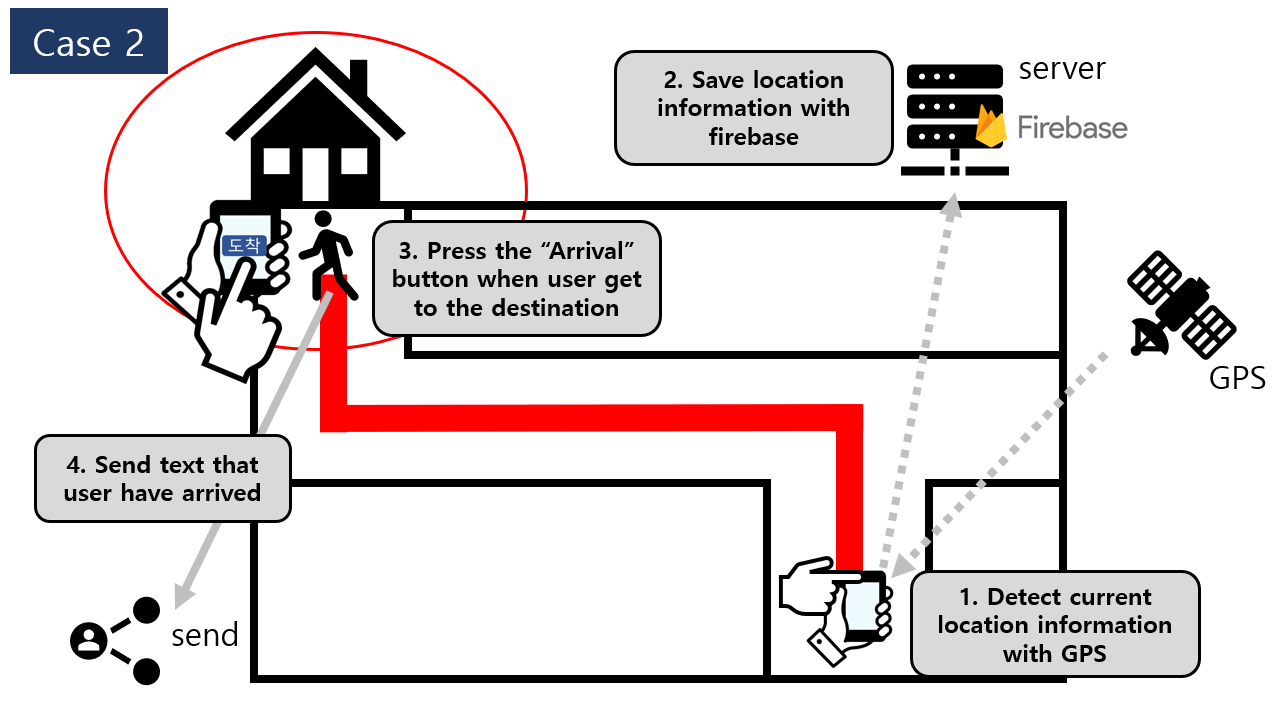 Case 2
2. Save location
information with
firebase
server
Firebase
도착
3. Press the “Arrival”
button when user get
to the destination
GPS
4. Send text that
user have arrived
send
1. Detect current
location information
with GPS